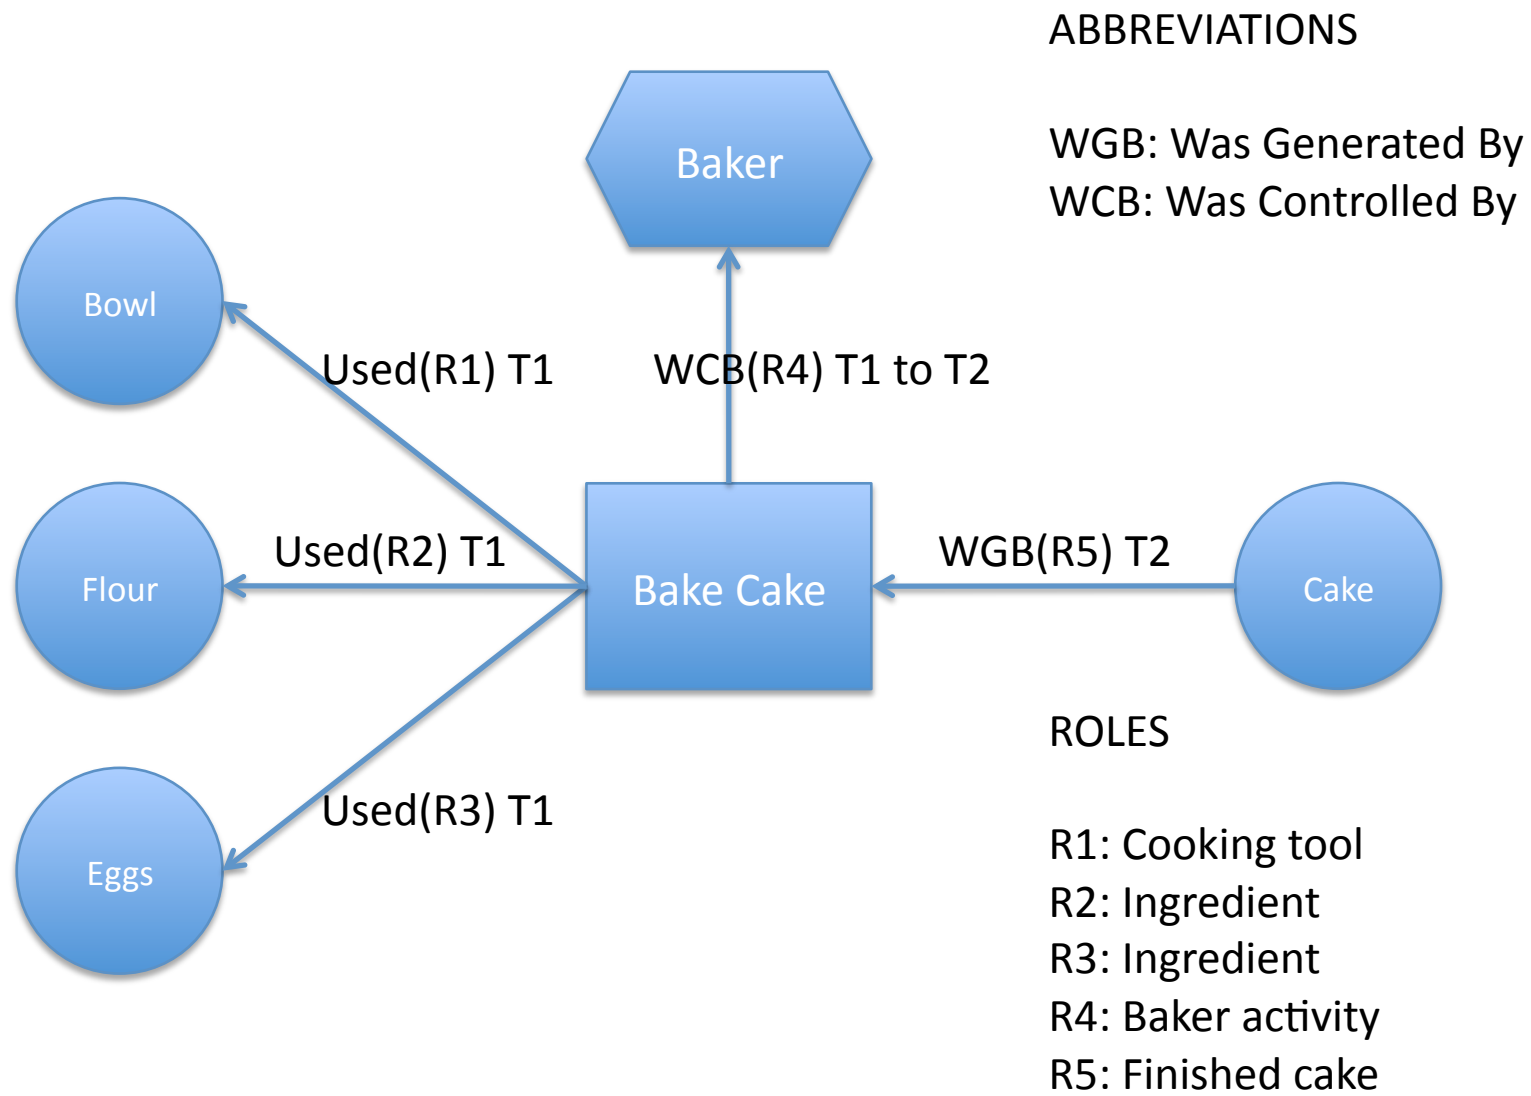 ABBREVIATIONS
WGB: Was Generated By
WCB: Was Controlled By
Baker
Bowl
Used(R1) T1
WCB(R4) T1 to T2
Flour
Used(R2) T1
Bake Cake
WGB(R5) T2
Cake
Eggs
Used(R3) T1
ROLES
R1: Cooking tool
R2: Ingredient
R3: Ingredient
R4: Baker activity
R5: Finished cake